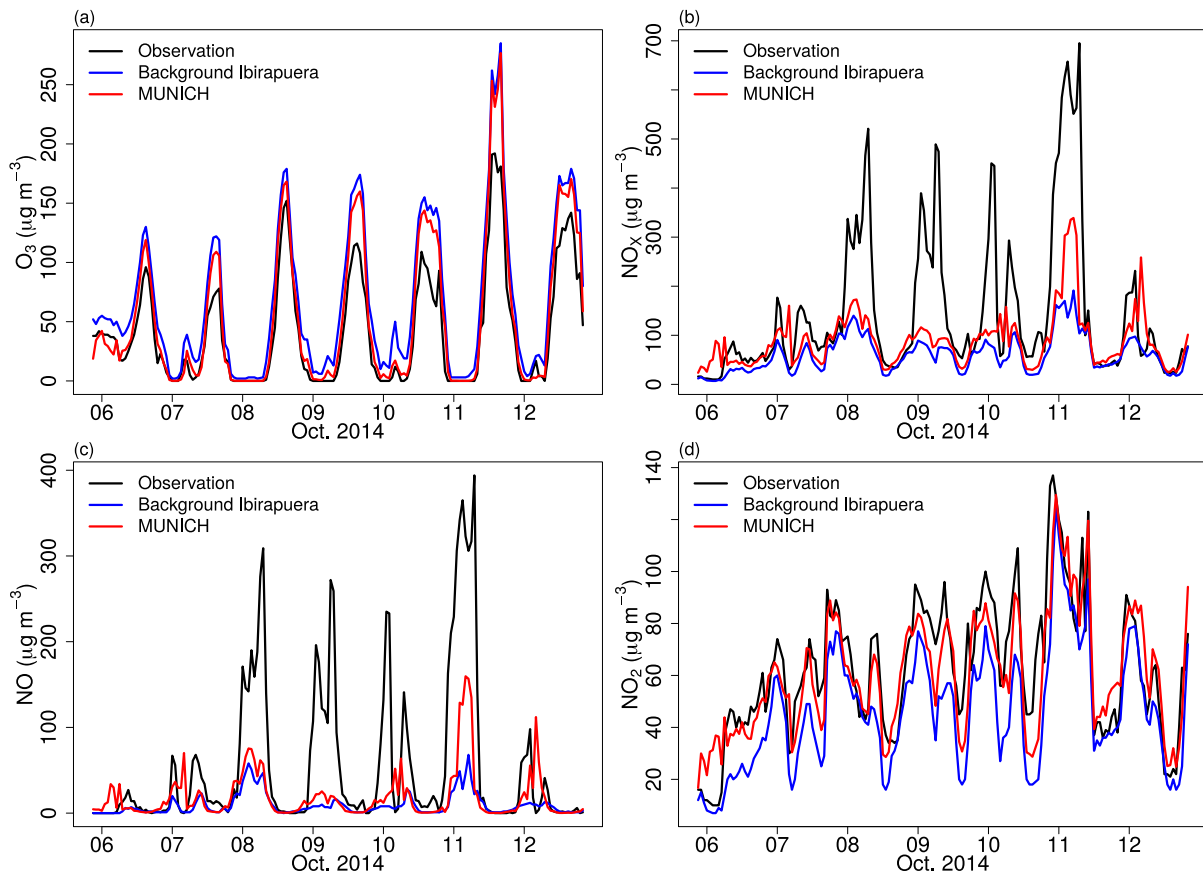 (a)
Observation
Background Ibirapuera
MUNICH
O3 (μg m−3)
0 50 100 150 200 250
06 07 08 09 10 11 12
Oct. 2014
(b)
Observation
Background Ibirapuera
MUNICH
NOX (μg m−3)
0 100 300 500 700
06 07 08 09 10 11 12
Oct. 2014
(c)
Observation
Background Ibirapuera
MUNICH
NO (μg m−3)
0 100 200 300 400
06 07 08 09 10 11 12
Oct. 2014
(d)
Observation
Background Ibirapuera
MUNICH
NO2 (μg m−3)
20 40 60 80 100 140
06 07 08 09 10 11 12
Oct. 2014